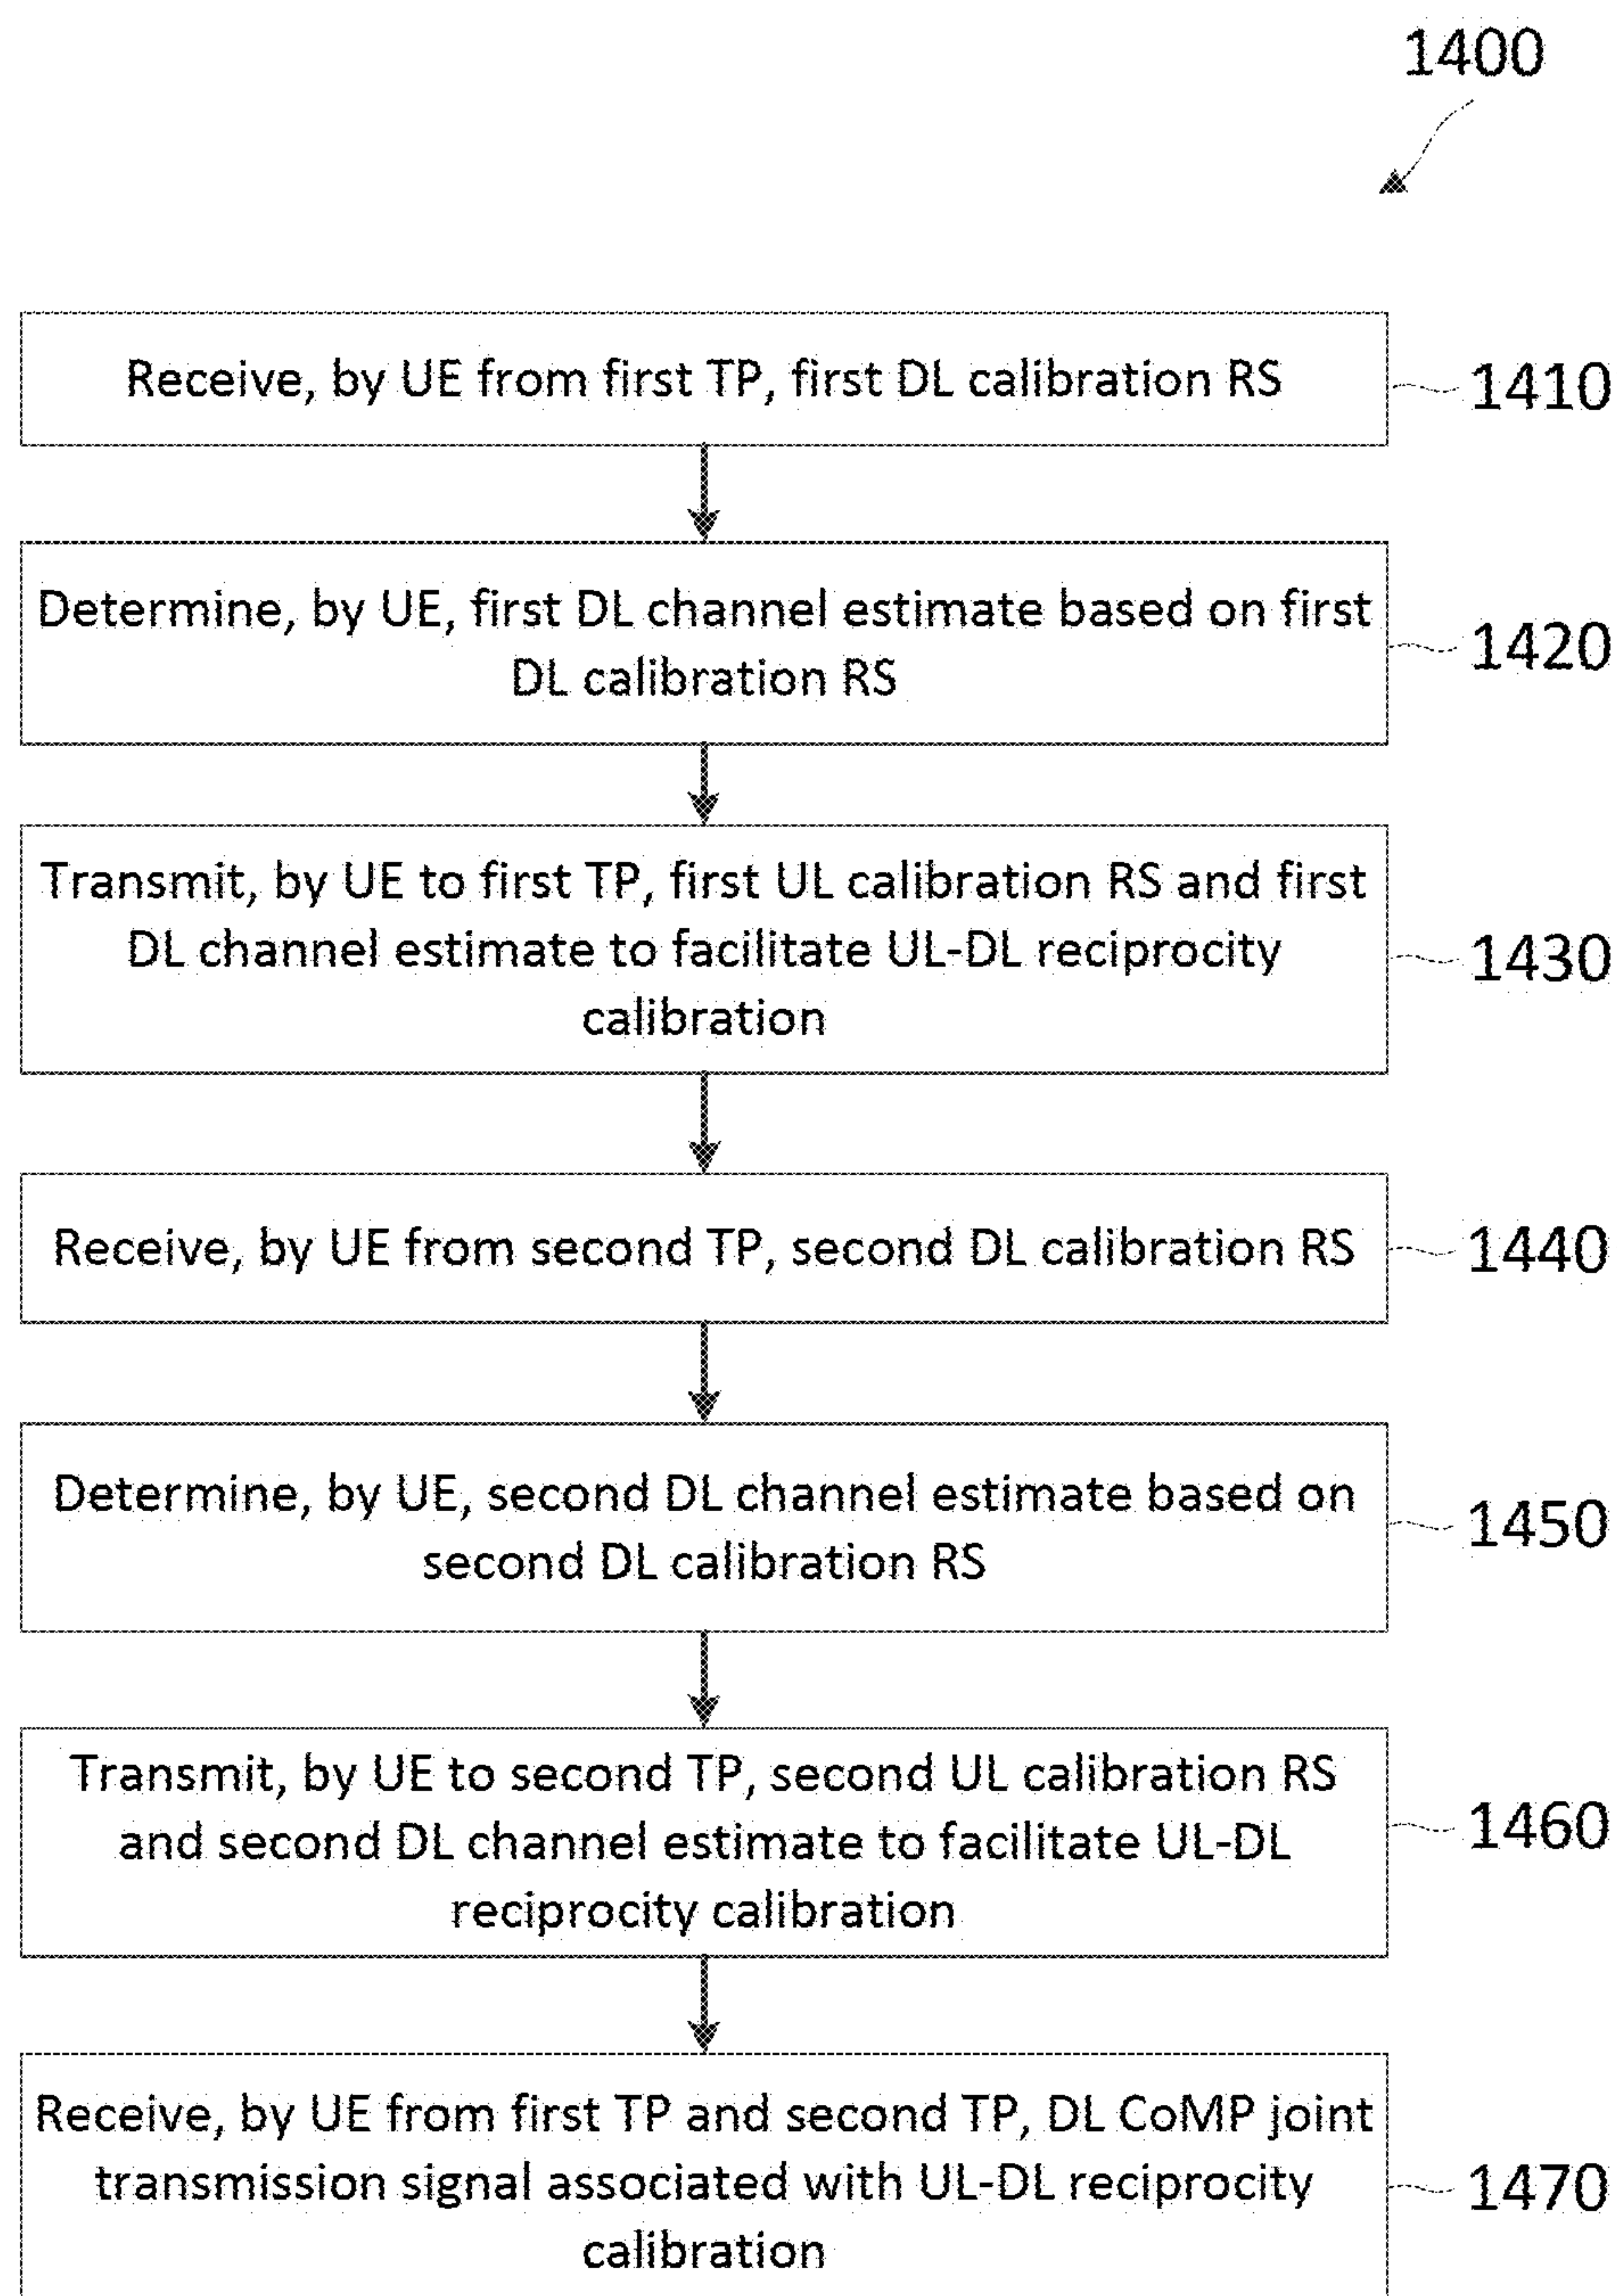 1400
Receive, by UE from first TP, first DL calibration RS
1410
Determine, by UE, first DL channel estimate based on first
DL calibration RS
1420
Transmit, by UE to first TP, first UL calibration RS and first
DL channel estimate to facilitate UL-DL reciprocity
calibration
1430
Receive, by UE from second TP, second DL calibration RS
1440
Determine, by UE, second DL channel estimate based on
second DL calibration RS
1450
Transmit, by UE to second TP, second UL calibration RS
and second DL channel estimate to facilitate UL-DL
reciprocity calibration
1460
Receive, by UE from first TP and second TP, DL CoMP joint
transmission signal associated with UL-DL reciprocity
calibration
1470